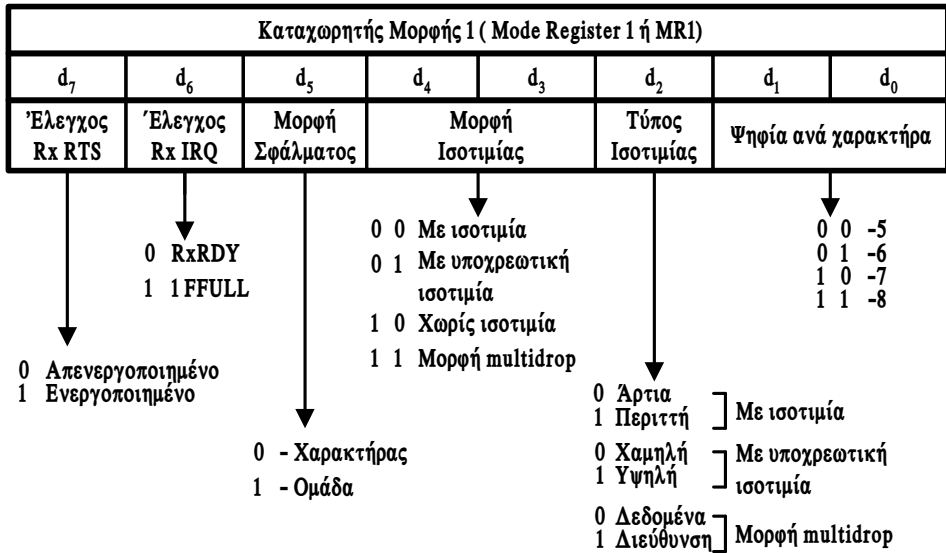 Καταχωρητής Μορφής 1 ( Mode Register 1 ή MR1)
d7 d6 d5 d4 d3 d2 d1 d0
Έλεγχος Rx RTS
Έλεγχος Rx IRQ
Μορφή Σφάλματος
Μορφή Ισοτιμίας
Τύπος Ισοτιμίας
Ψηφία ανά χαρακτήρα
0 Απενεργοποιημένο
1 Ενεργοποιημένο
0 RxRDY
1 1FFULL
0 - Χαρακτήρας
1 - Ομάδα
0 0 Με ισοτιμία
0 1 Με υποχρεωτική
ισοτιμία
1 0 Χωρίς ισοτιμία
1 1 Μορφή multidrop
0 Άρτια
1 Περιττή
Με ισοτιμία
0 Χαμηλή
1 Υψηλή
Με υποχρεωτική
ισοτιμία
0 Δεδομένα
1 Διεύθυνση
Μορφή multidrop
0 0 -5
0 1 -6
1 0 -7
1 1 -8